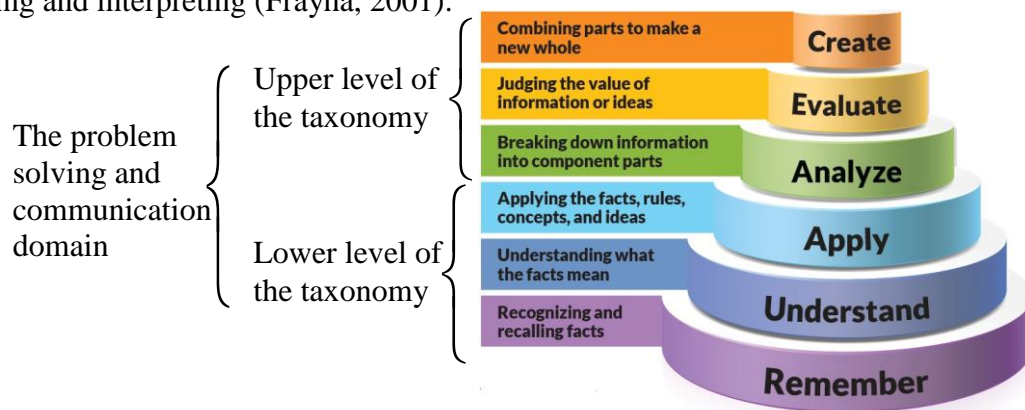 ing and interpreting (Frayha, 2001).
The problem
solving and
communication
domain
Upper level of
the taxonomy
Lower level of
the taxonomy
Combining parts to make a
new whole
Create
Judging the value of
information or ideas
Evaluate
Breaking down information
into component parts
Analyze
Applying the facts, rules,
concepts, and ideas
Apply
Understanding what
the facts mean
Understand
Recognizing and
recalling facts
Remember